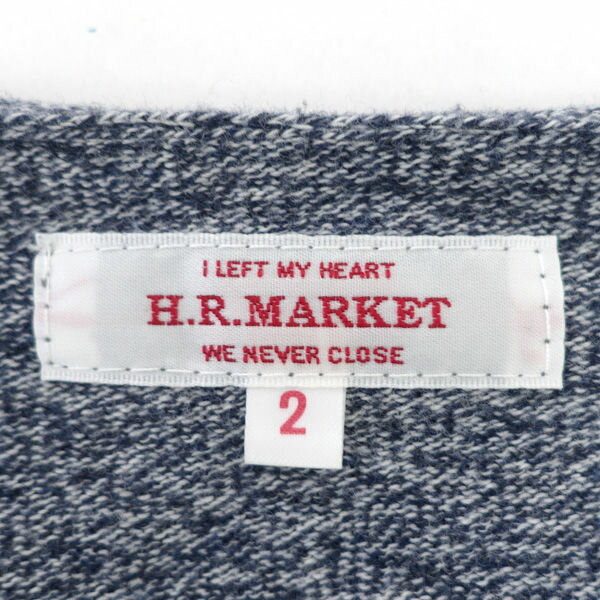 I LEFT MY HEART
H.R.MARKET
WE NEVER CLOSE
2